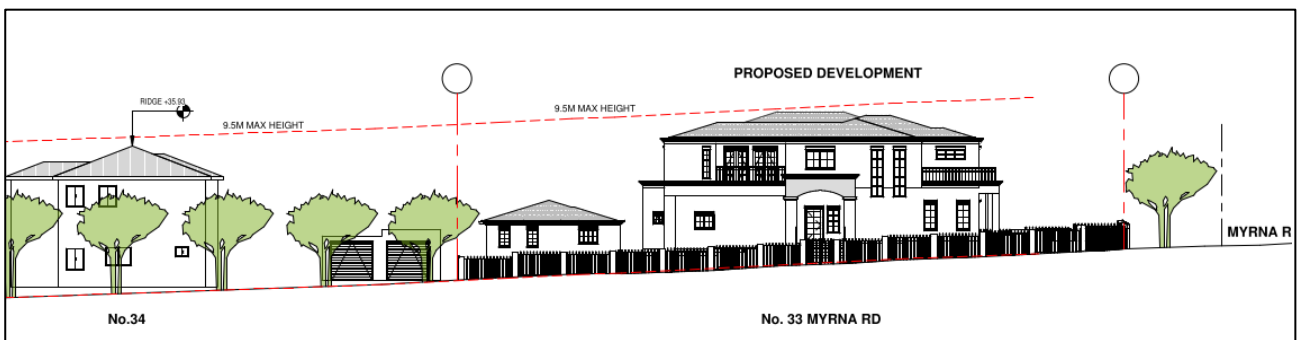 PROPOSED DEVELOPMENT
RIDGE +35.93
9.5M MAX HEIGHT
9.5M MAX HEIGHT
MYRNA R
No.34
No. 33 MYRNA RD